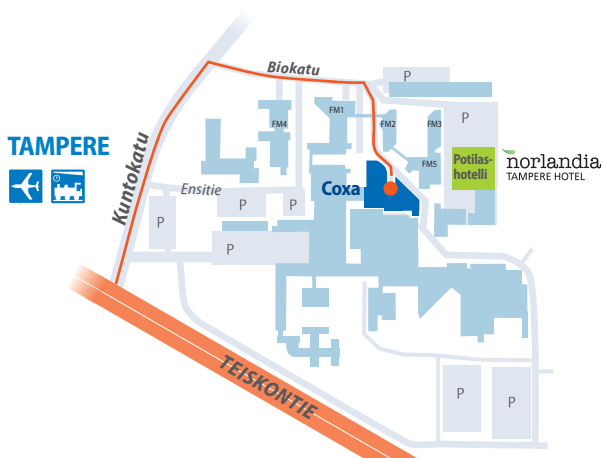 Biokatu
P
FM1
FM4
FM2
FM3
P
TAMPERE
Kuntokatu
Potilas-
hotelli
norlandia
TAMPERE HOTEL
FM5
Ensitie
Coxa
P
P
P
P
TEISKONTIE
P
P